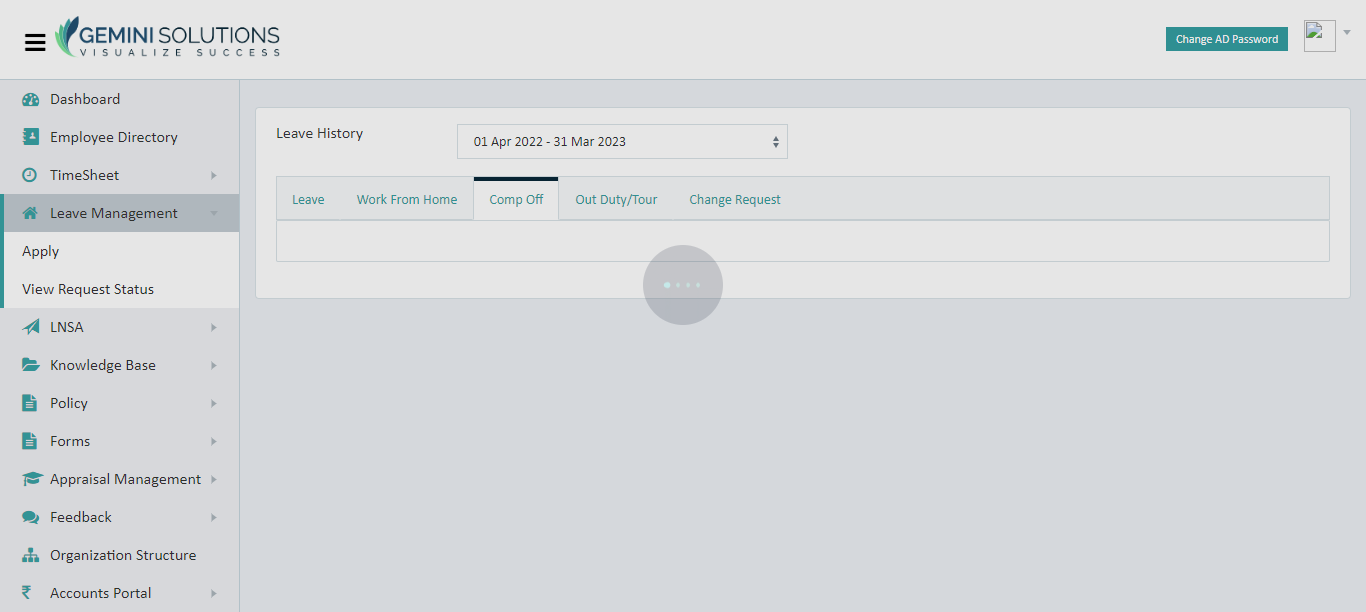 GEMINI SOLUTIONS
VISUALIZE SUCCESS
Change AD Password
Dashboard
Employee Directory
TimeSheet
Leave Management
Apply
View Request Status
LNSA
Knowledge Base
Policy
Forms
Appraisal Management
Feedback
Organization Structure
₹ Accounts Portal
Leave History
01 Apr 2022 - 31 Mar 2023
Leave Work From Home Comp Off Out Duty/Tour Change Request